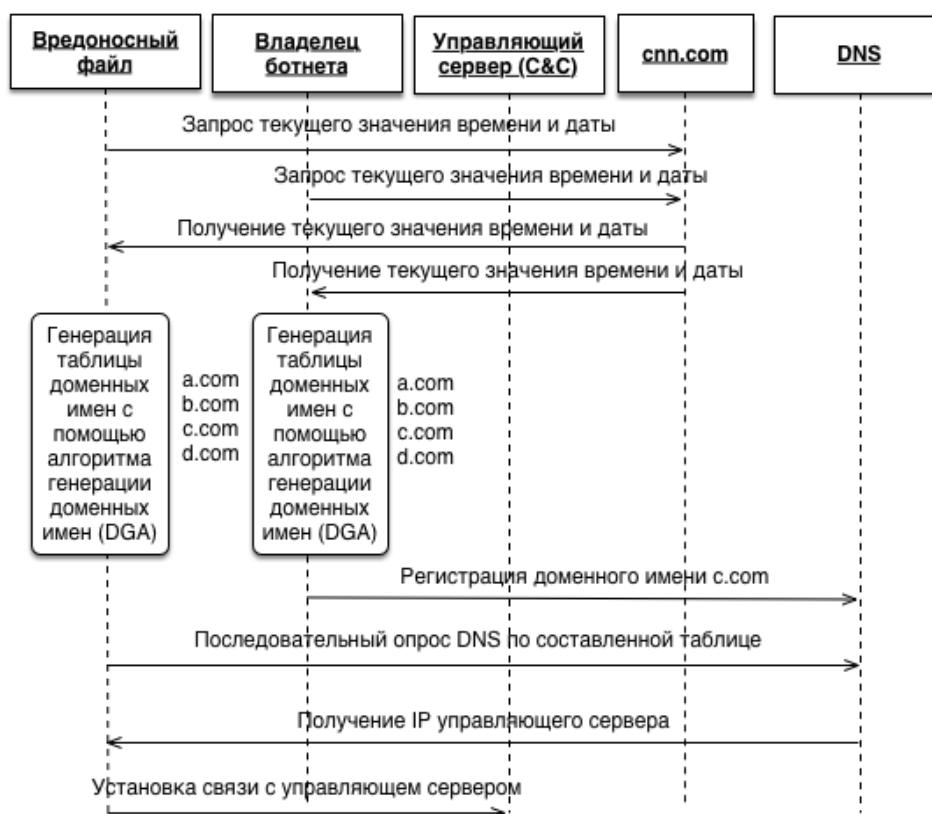 Вредоносный
файл
Владелец
ботнета
Управляющий
сервер (C&C)
cnn.com
DNS
Запрос текущего значения времени и даты
Запрос текущего значения времени и даты
Получение текущего значения времени и даты
Получение текущего значения времени и даты
Генерация
таблицы
доменных
имен с
помощью
алгоритма
генерации
доменных
имен (DGA)
a.com
b.com
c.com
d.com
Генерация
таблицы
доменных
имен с
помощью
алгоритма
генерации
доменных
имен (DGA)
a.com
b.com
c.com
d.com
Регистрация доменного имени c.com
Последовательный опрос DNS по составленной таблице
Получение IP управляющего сервера
Установка связи с управляющем сервером